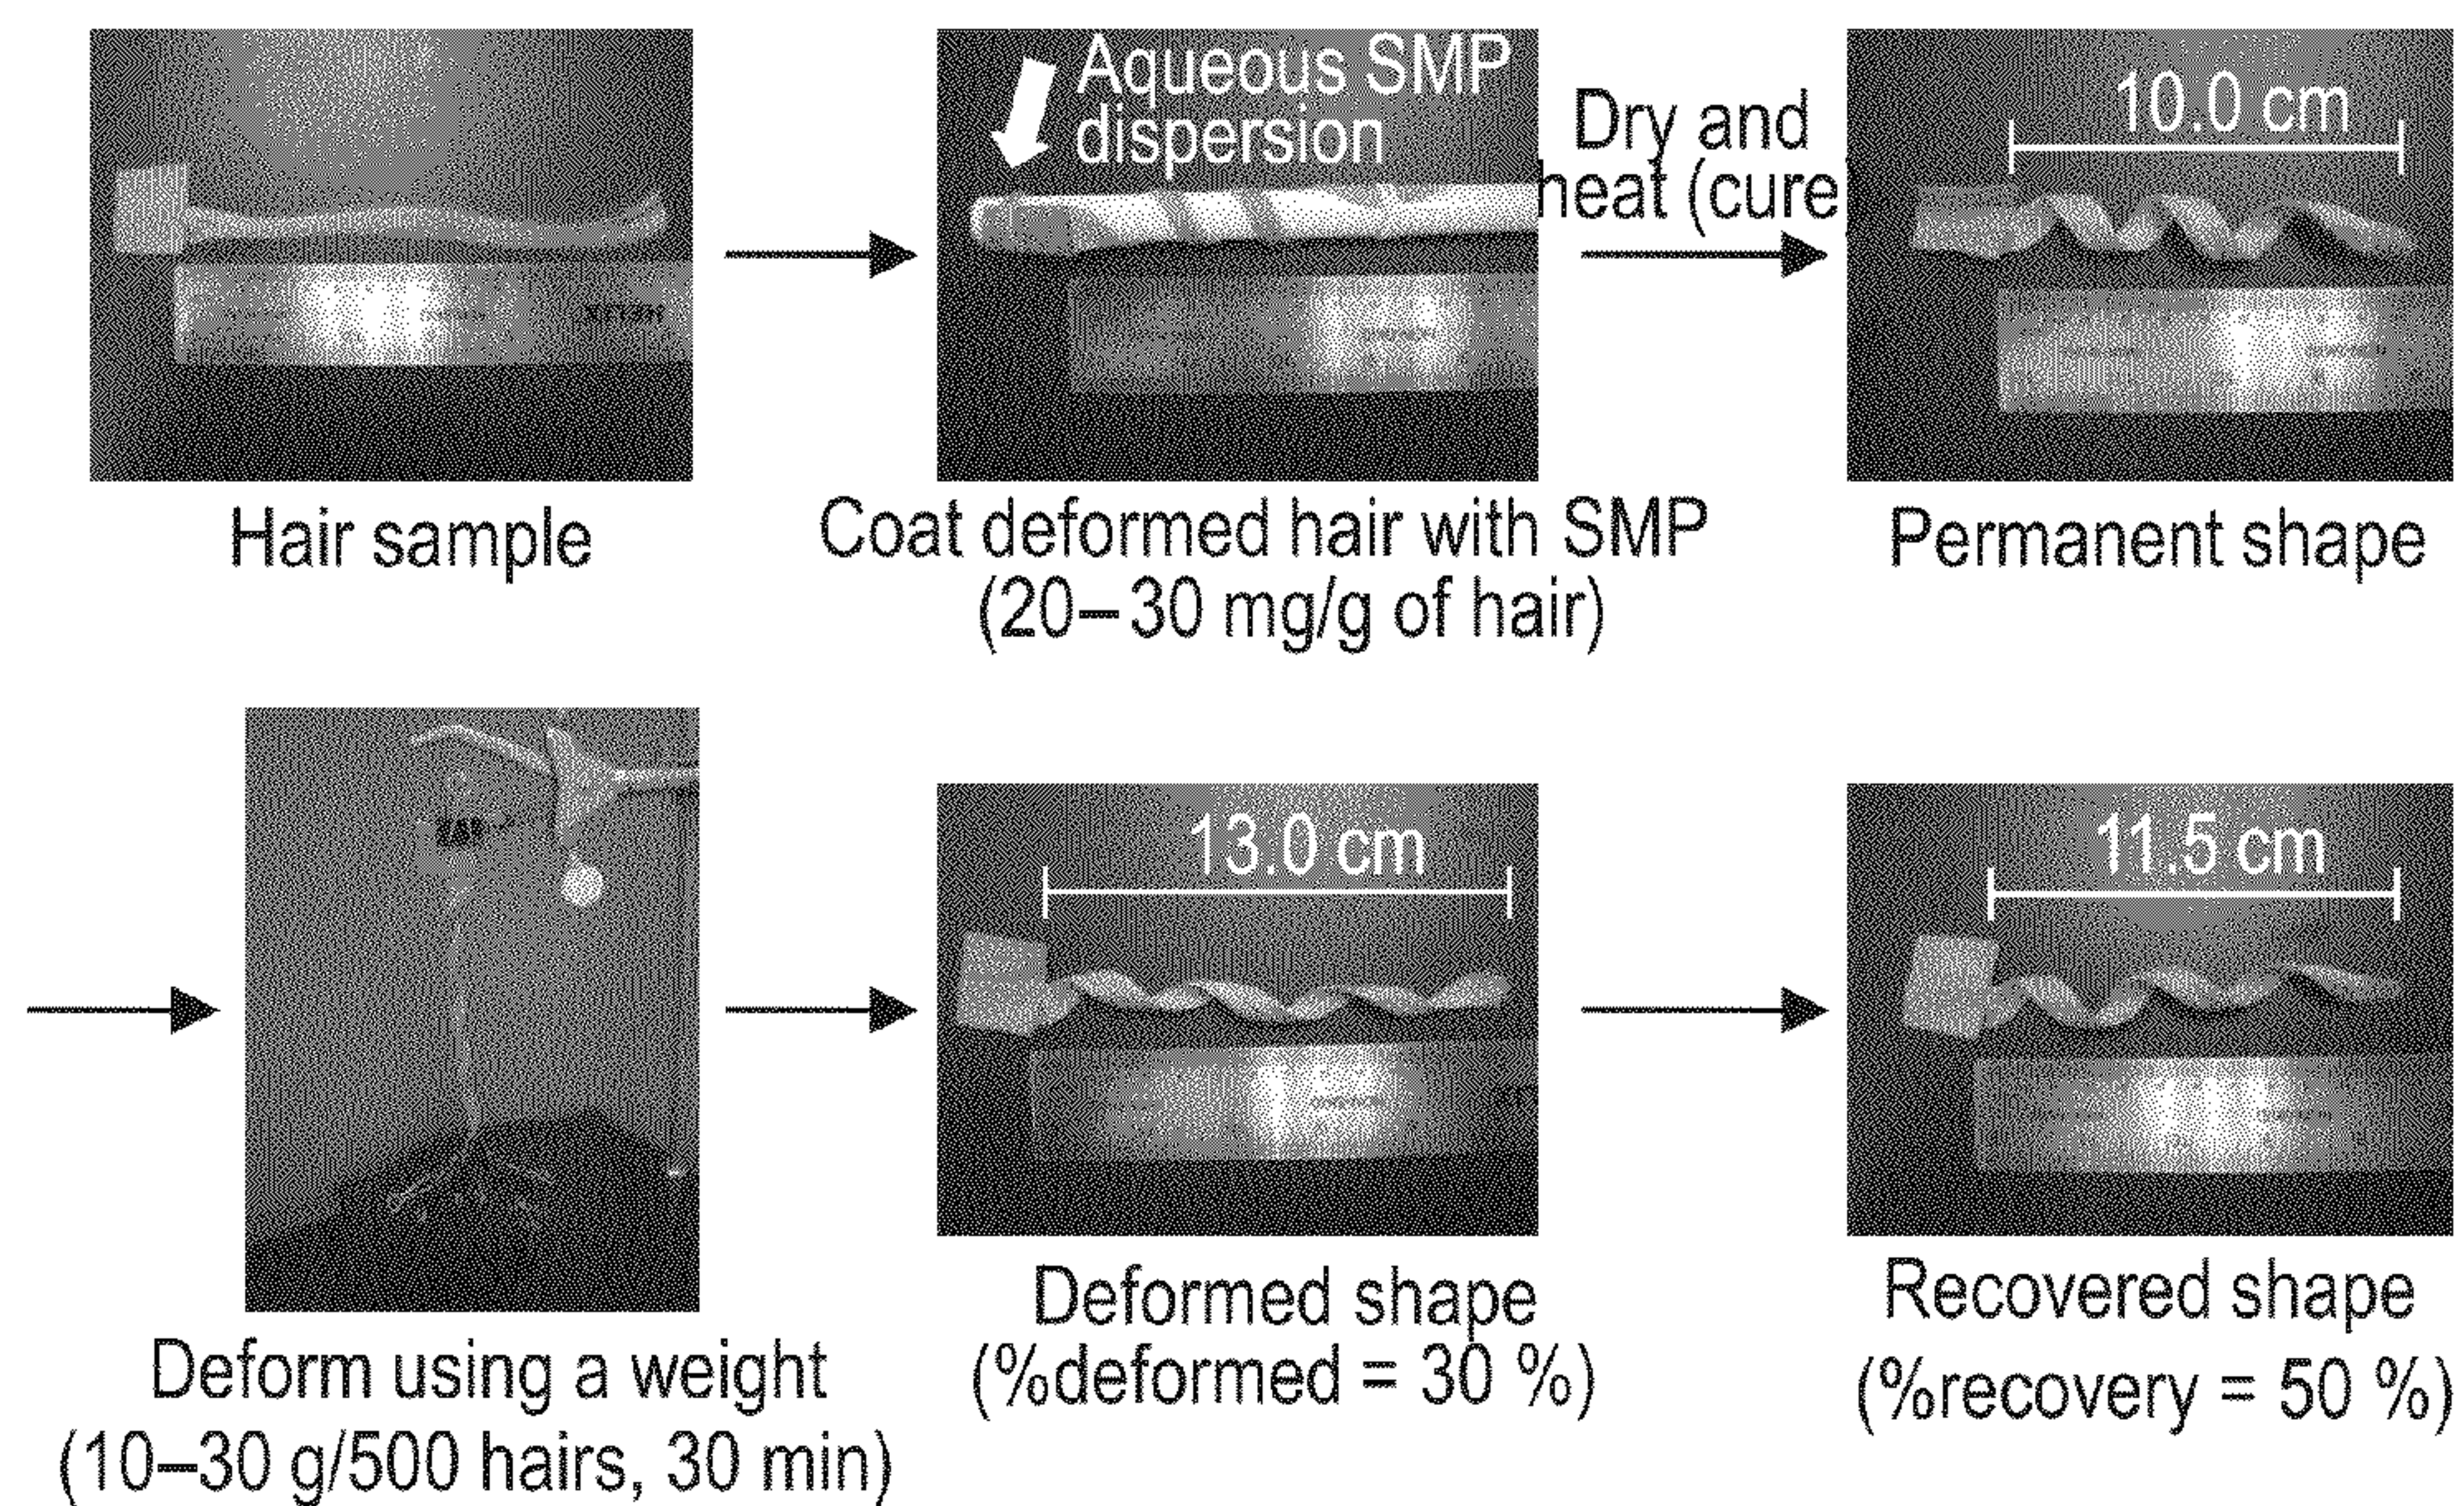 Aqueous SMP
dispersion
Dry and
heat (cure
10.0 cm
Hair sample
Coat deformed hair with SMP
(20–30 mg/g of hair)
Permanent shape
13.0 cm
11.5 cm
Deform using a weight
(10–30 g/500 hairs, 30 min)
Deformed shape
(%deformed = 30 %)
Recovered shape
(%recovery = 50 %)